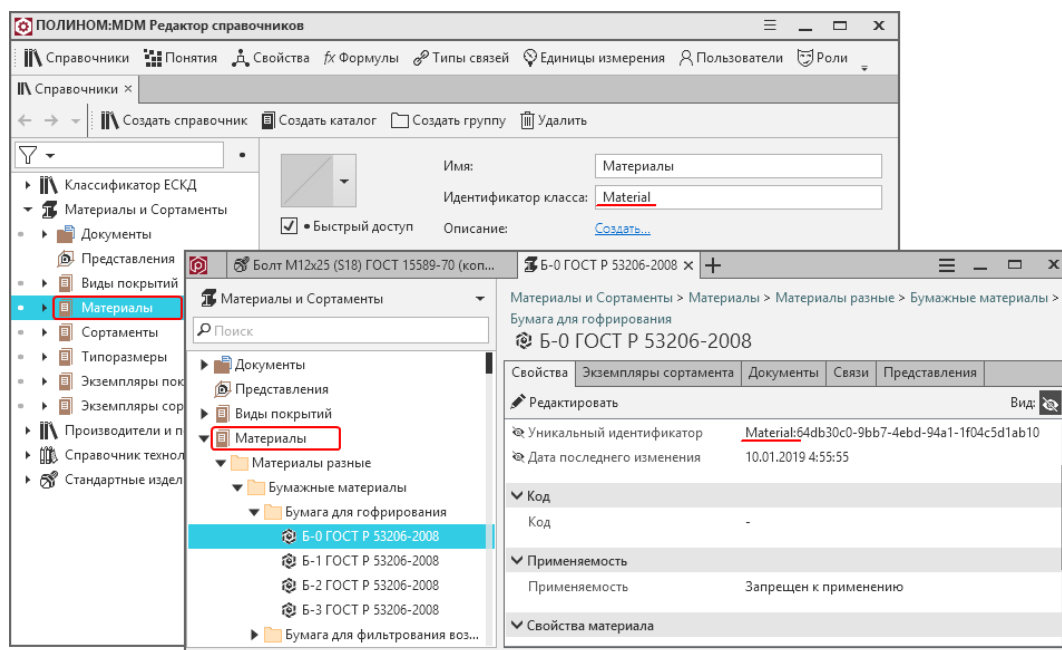 ПОЛИНОМ:MDM Редактор справочников
Справочники Понятия Свойства fx Формулы Типы связей Единицы измерения Пользователи Роли
Справочники ×
Создать справочник Создать каталог Создать группу Удалить
Имя: Материалы
Идентификатор класса: Material
Быстрый доступ Описание: Создать...
Классификатор ЕСКД
Материалы и Сортаменты
Документы
Представления
Виды покрытий
Материалы
Сортаменты
Типоразмеры
Экземпляры пок
Экземпляры сор
Производители и п
Справочник технол
Стандартные издел
Болт M12x25 (S18) ГОСТ 15589-70 (коп...
Б-0 ГОСТ Р 53206-2008 ×
Материалы и Сортаменты
Поиск
Документы
Представления
Виды покрытий
Материалы
Материалы разные
Бумажные материалы
Бумага для гофрирования
Б-0 ГОСТ Р 53206-2008
Б-1 ГОСТ Р 53206-2008
Б-2 ГОСТ Р 53206-2008
Б-3 ГОСТ Р 53206-2008
Бумага для фильтрования воз...
Материалы и Сортаменты > Материалы > Материалы разные > Бумажные материалы >
Бумага для гофрирования
Б-0 ГОСТ Р 53206-2008
Свойства Экземпляры сортамента Документы Связи Представления
Редактировать Вид:
Уникальный идентификатор Material:64db30c0-9bb7-4ebd-94a1-1f04c5d1ab10
Дата последнего изменения 10.01.2019 4:55:55
Код
Код -
Применяемость
Применяемость Запрещен к применению
Свойства материала